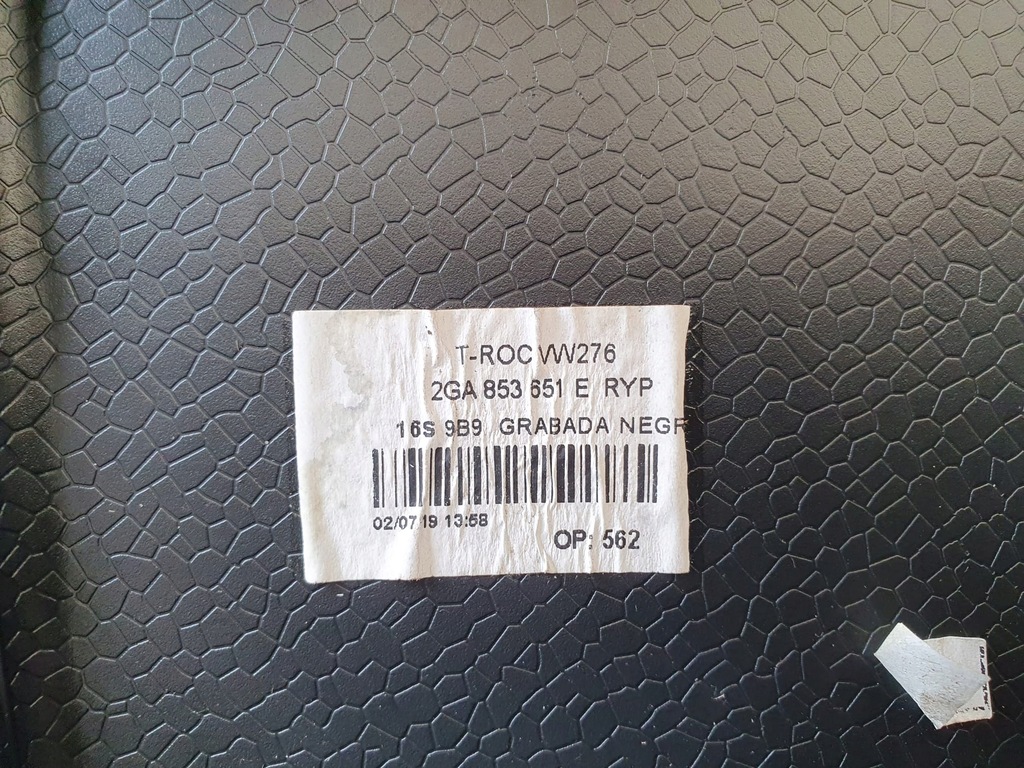 T-ROC VW276
2GA 853 651 E RYP
16S 9B9 GRABADA NEGR
02/07/19 13:58
OP: 562